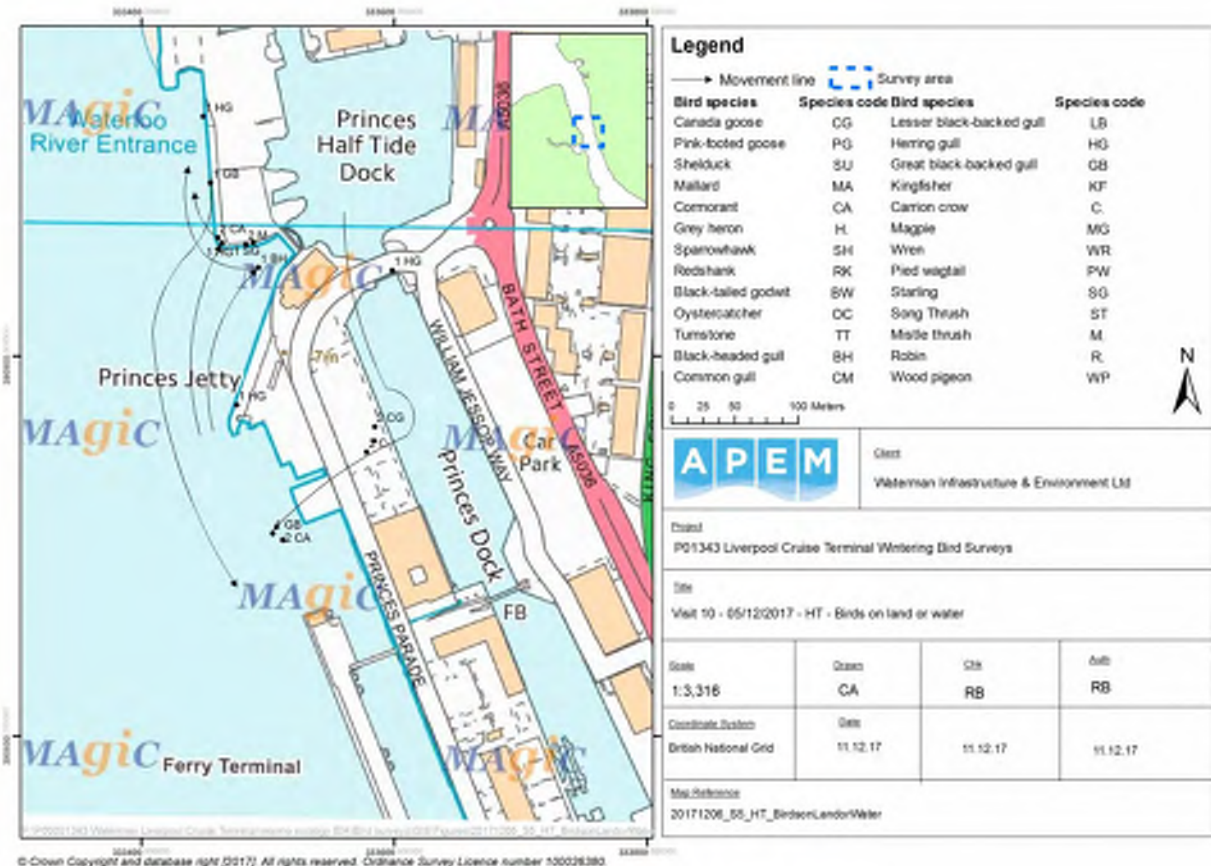 MAgiC
Waterloo
River Entrance
Princes
Half Tide
Dock
1 HG
1 GB
2 CA
1 BH
1 HG
MAgiC
BATH STREET
A5036
WILLIAM JESSOP WAY
Princes Jetty
1 HG
MAgiC
CG
Car
Park
Princes Dock
GB
2 CA
MAgiC
PRINCES PARADE
FB
MAgiC
Ferry Terminal
MAgiC
© Crown Copyright and database right [2017]. All rights reserved. Ordnance Survey Licence number 100026380.
Legend
Movement line
Survey area
Bird species Species code Bird species Species code
Canada goose CG Lesser black-backed gull LB
Pink-footed goose PG Herring gull HG
Shelduck SU Great black-backed gull GB
Mallard MA Kingfisher KF
Cormorant CA Carrion crow C.
Grey heron H. Magpie MG
Sparrowhawk SH Wren WR
Redshank RK Pied wagtail PW
Black-tailed godwit BW Starling SG
Oystercatcher OC Song Thrush ST
Turnstone TT Mistle thrush M.
Black-headed gull BH Robin R.
Common gull CM Wood pigeon WP
N
0 25 50 100 Meters
APEM
Client
Waterman Infrastructure & Environment Ltd
Project
P01343 Liverpool Cruise Terminal Wintering Bird Surveys
Title
Visit 10 - 05/12/2017 - HT - Birds on land or water
Scale Drawn Chk Auth
1:3,316 CA RB RB
Coordinate System Date
British National Grid 11.12.17 11.12.17 11.12.17
Map Reference
20171206_SS_HT_BirdsonLandorWater